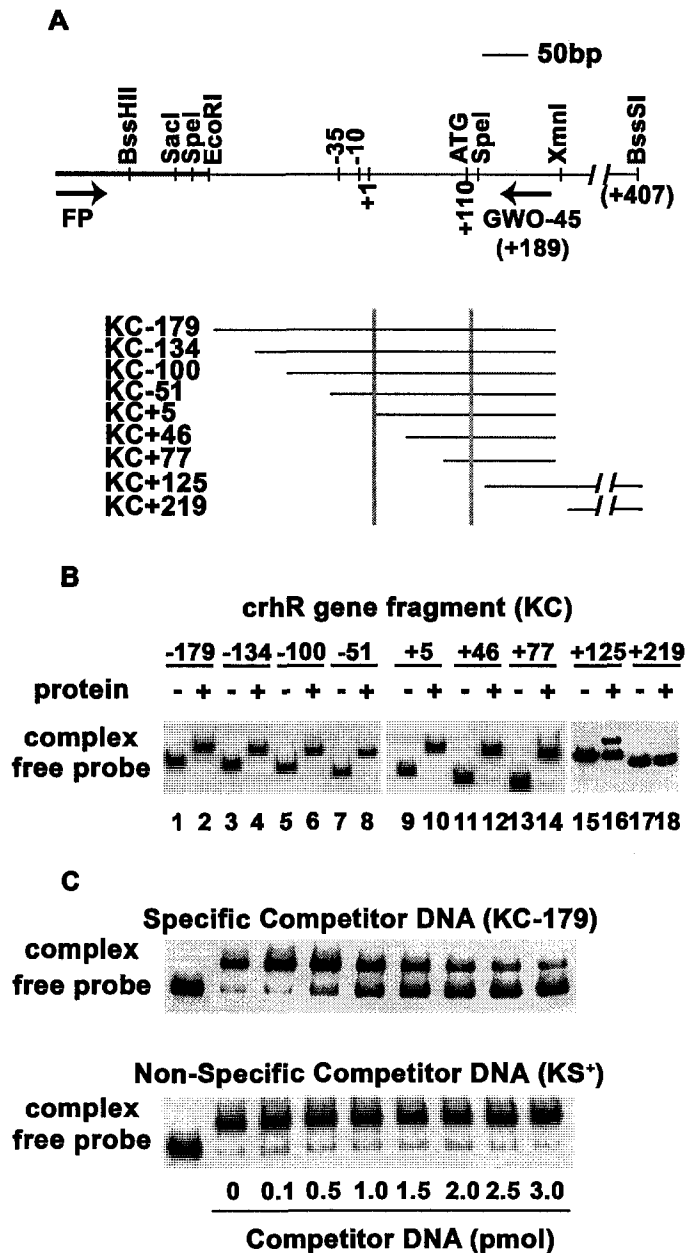 A
50bp
BssHII
SacI
SpeI
EcoRI
-35
-10
+1
ATG
+110
SpeI
XmnI
BssSI
FP
GWO-45
(+189)
(+407)
KC-179
KC-134
KC-100
KC-51
KC+5
KC+46
KC+77
KC+125
KC+219
B
crhR gene fragment (KC)
-179 -134 -100 -51 +5 +46 +77 +125 +219
protein - + - + - + - + - + - + - + - + - +
complex
free probe
1 2 3 4 5 6 7 8 9 10 11 12 13 14 15 16 17 18
C
Specific Competitor DNA (KC-179)
complex
free probe
Non-Specific Competitor DNA (KS+)
complex
free probe
0 0.1 0.5 1.0 1.5 2.0 2.5 3.0
Competitor DNA (pmol)